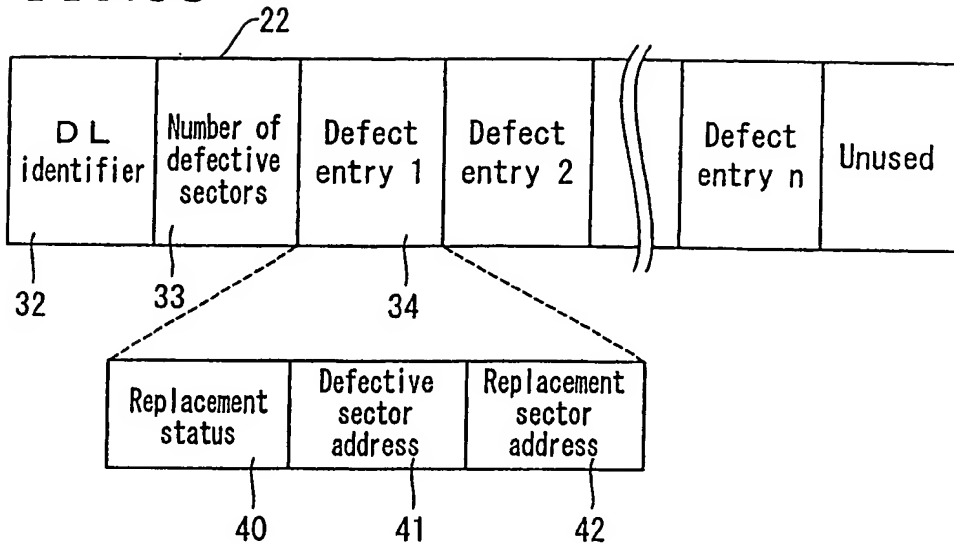 22
DL
identifier
Number of
defective
sectors
Defect
entry 1
Defect
entry 2
Defect
entry n
Unused
32
33
34
Replacement
status
Defective
sector
address
Replacement
sector
address
40
41
42